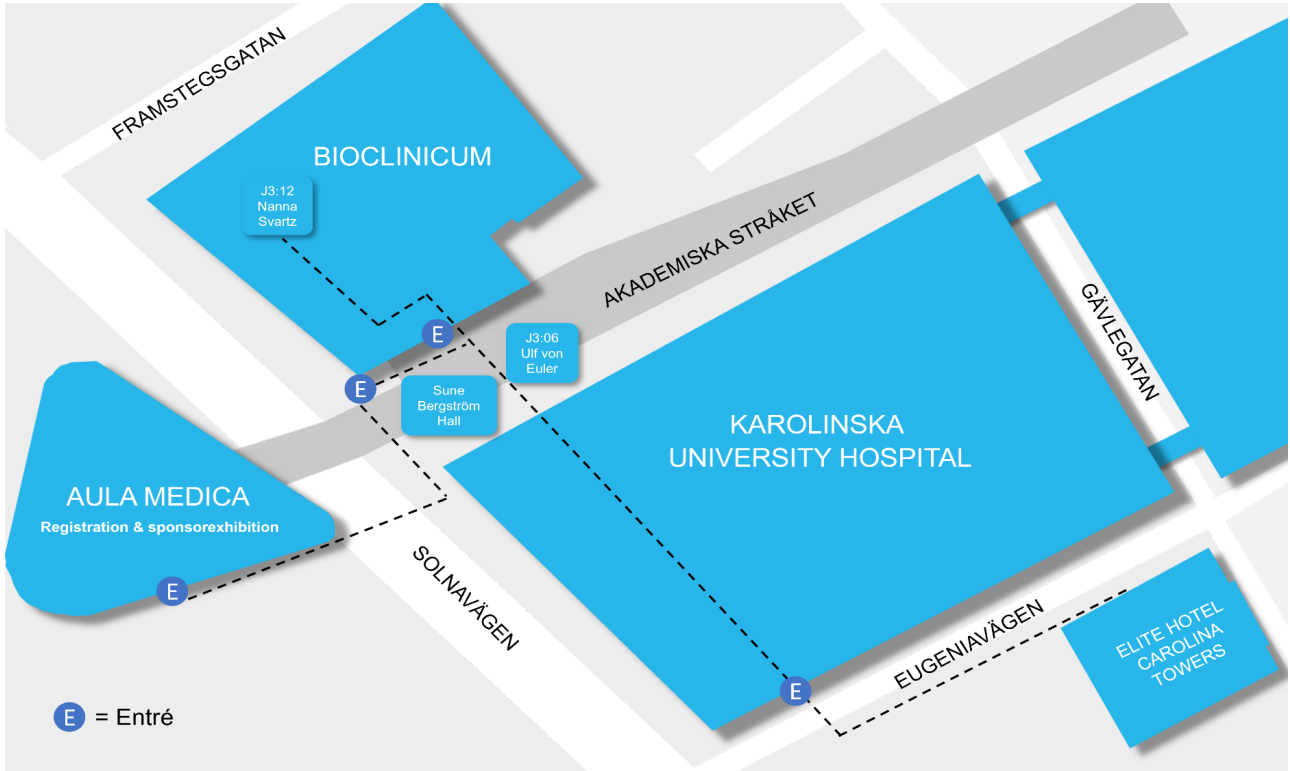 FRAMSTEGSGATAN
BIOCLINICUM
J3:12
Nanna
Svartz
AKADEMISKA STRÅKET
GÄVLEGATAN
E
J3:06
Ulf von
Euler
E
Sune
Bergström
Hall
KAROLINSKA
UNIVERSITY HOSPITAL
AULA MEDICA
Registration & sponsorexhibition
E
SOLNAVÄGEN
EUGENIAVÄGEN
ELITE HOTEL
CAROLINA
TOWERS
E
E = Entré